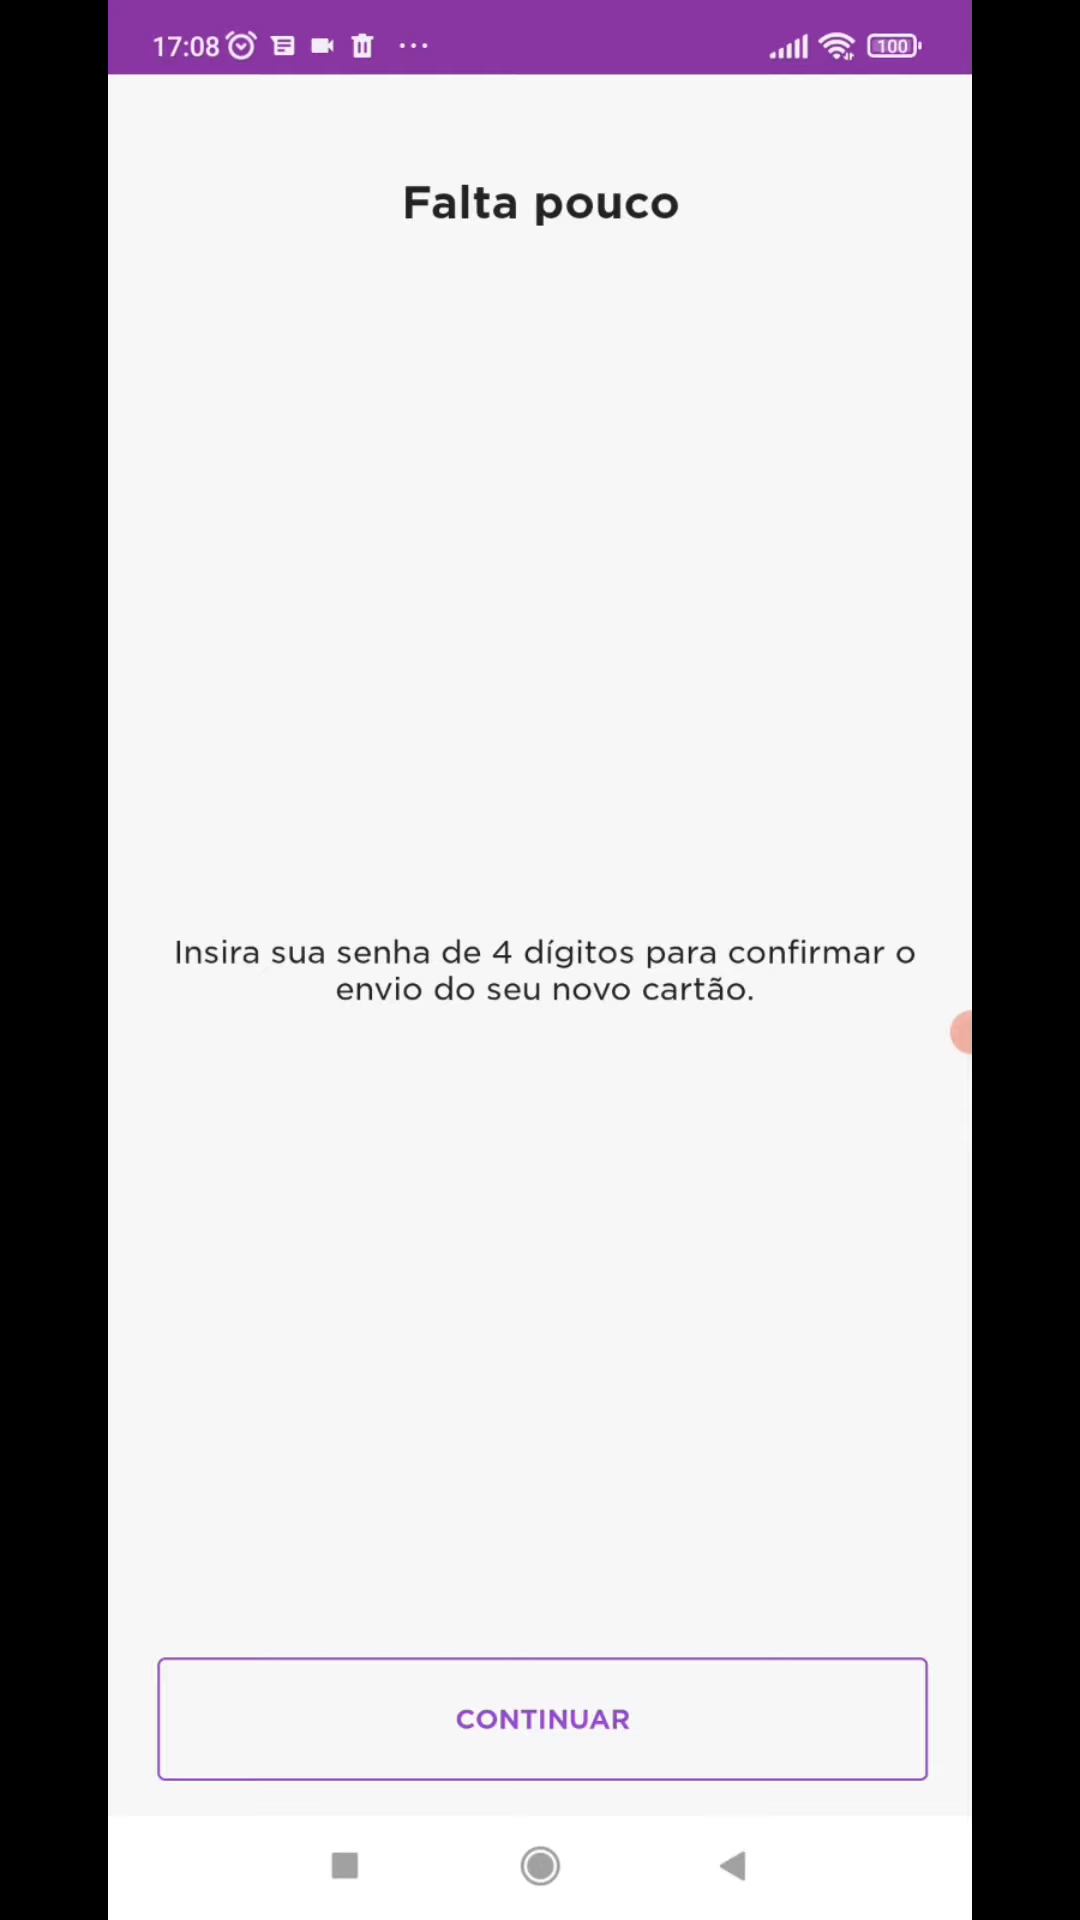 17:08
100
Falta pouco
Insira sua senha de 4 dígitos para confirmar o
envio do seu novo cartão.
CONTINUAR